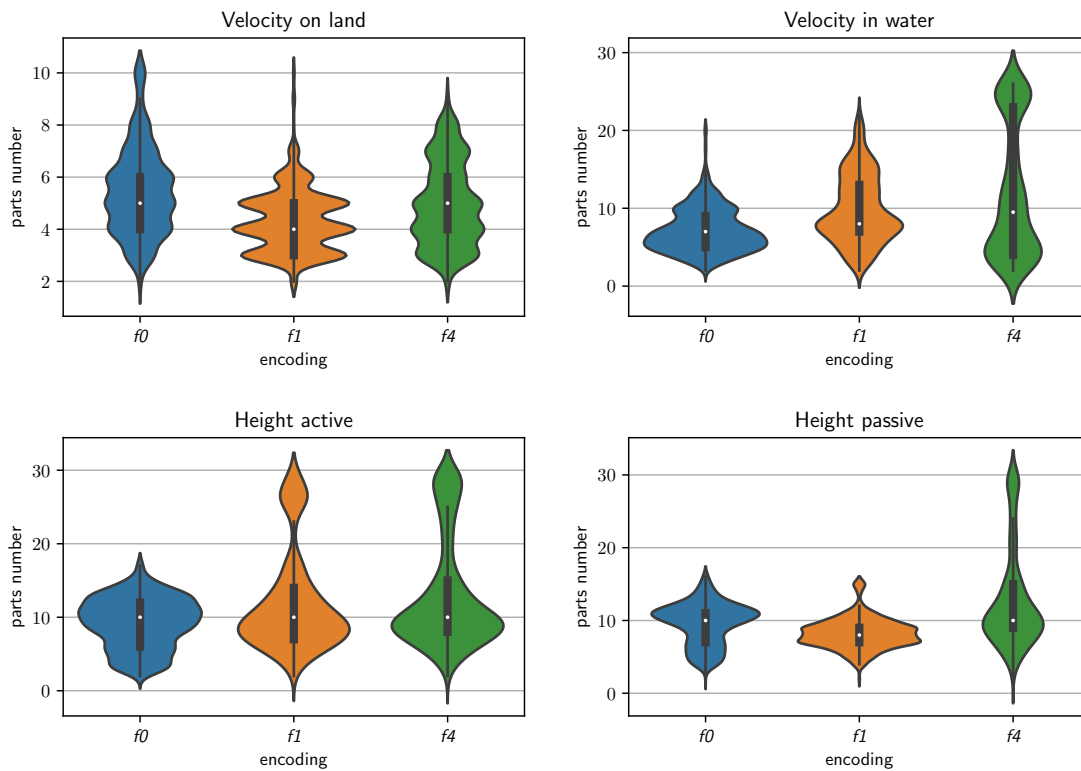 Velocity on land
parts number
10
8
6
4
2
f0 f1 f4
encoding
Velocity in water
parts number
30
20
10
0
f0 f1 f4
encoding
Height active
parts number
30
20
10
0
f0 f1 f4
encoding
Height passive
parts number
30
20
10
0
f0 f1 f4
encoding